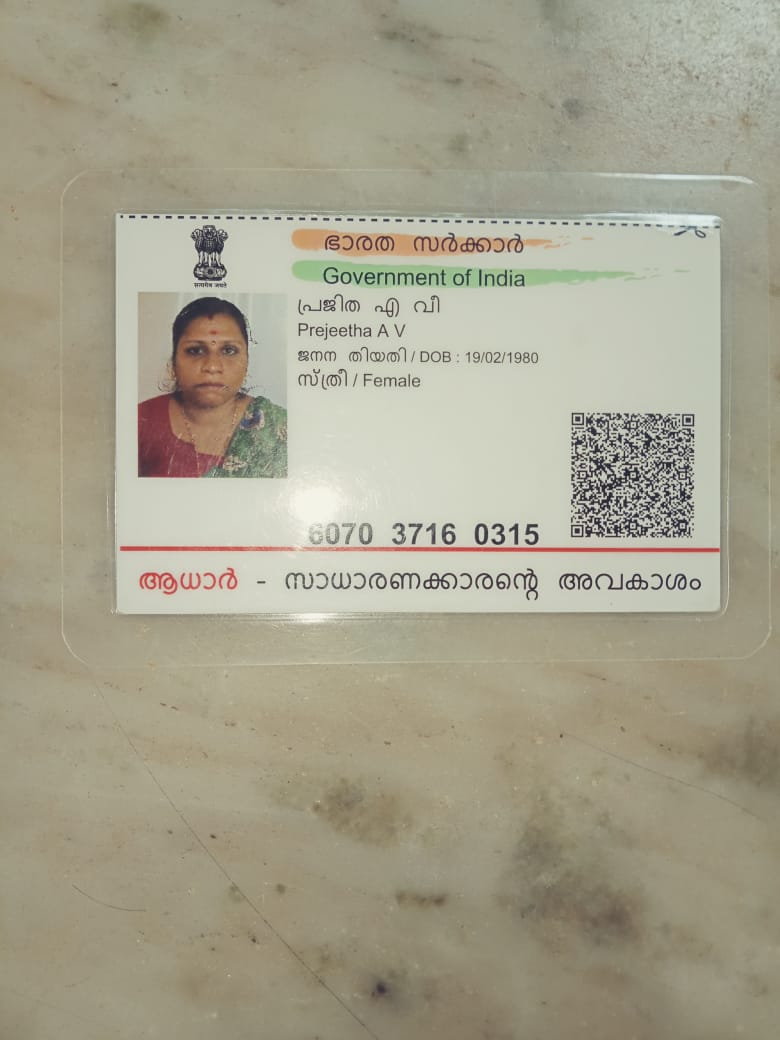 ഭാരത സർക്കാർ
Government of India
सत्यमेव जयते
പ്രജിത എ വീ
Prejeetha A V
ജനന തിയതി / DOB : 19/02/1980
സ്ത്രീ / Female
6070 3716 0315
ആധാർ - സാധാരണക്കാരന്റെ അവകാശം